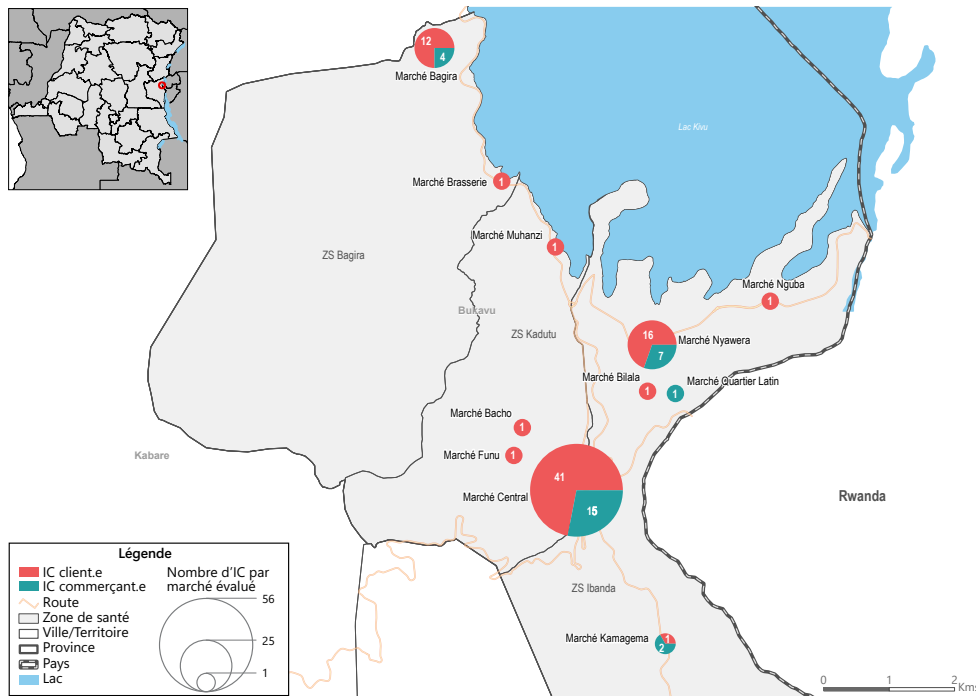 12
4
Marché Bagira
Lac Kivu
Marché Brasserie
1
Marché Muhanzi
1
ZS Bagira
Marché Nguba
1
Bukavu
ZS Kadutu
16
7
Marché Nyawera
Marché Bilala
1
Marché Quartier Latin
1
Marché Bacho
1
Kabare
Marché Funu
1
41
15
Marché Central
Rwanda
ZS Ibanda
Marché Kamagema
1
2
Légende
IC client.e
IC commerçant.e
Route
Zone de santé
Ville/Territoire
Province
Pays
Lac
Nombre d'IC par
marché évalué
56
25
1
0
1
2
Kms